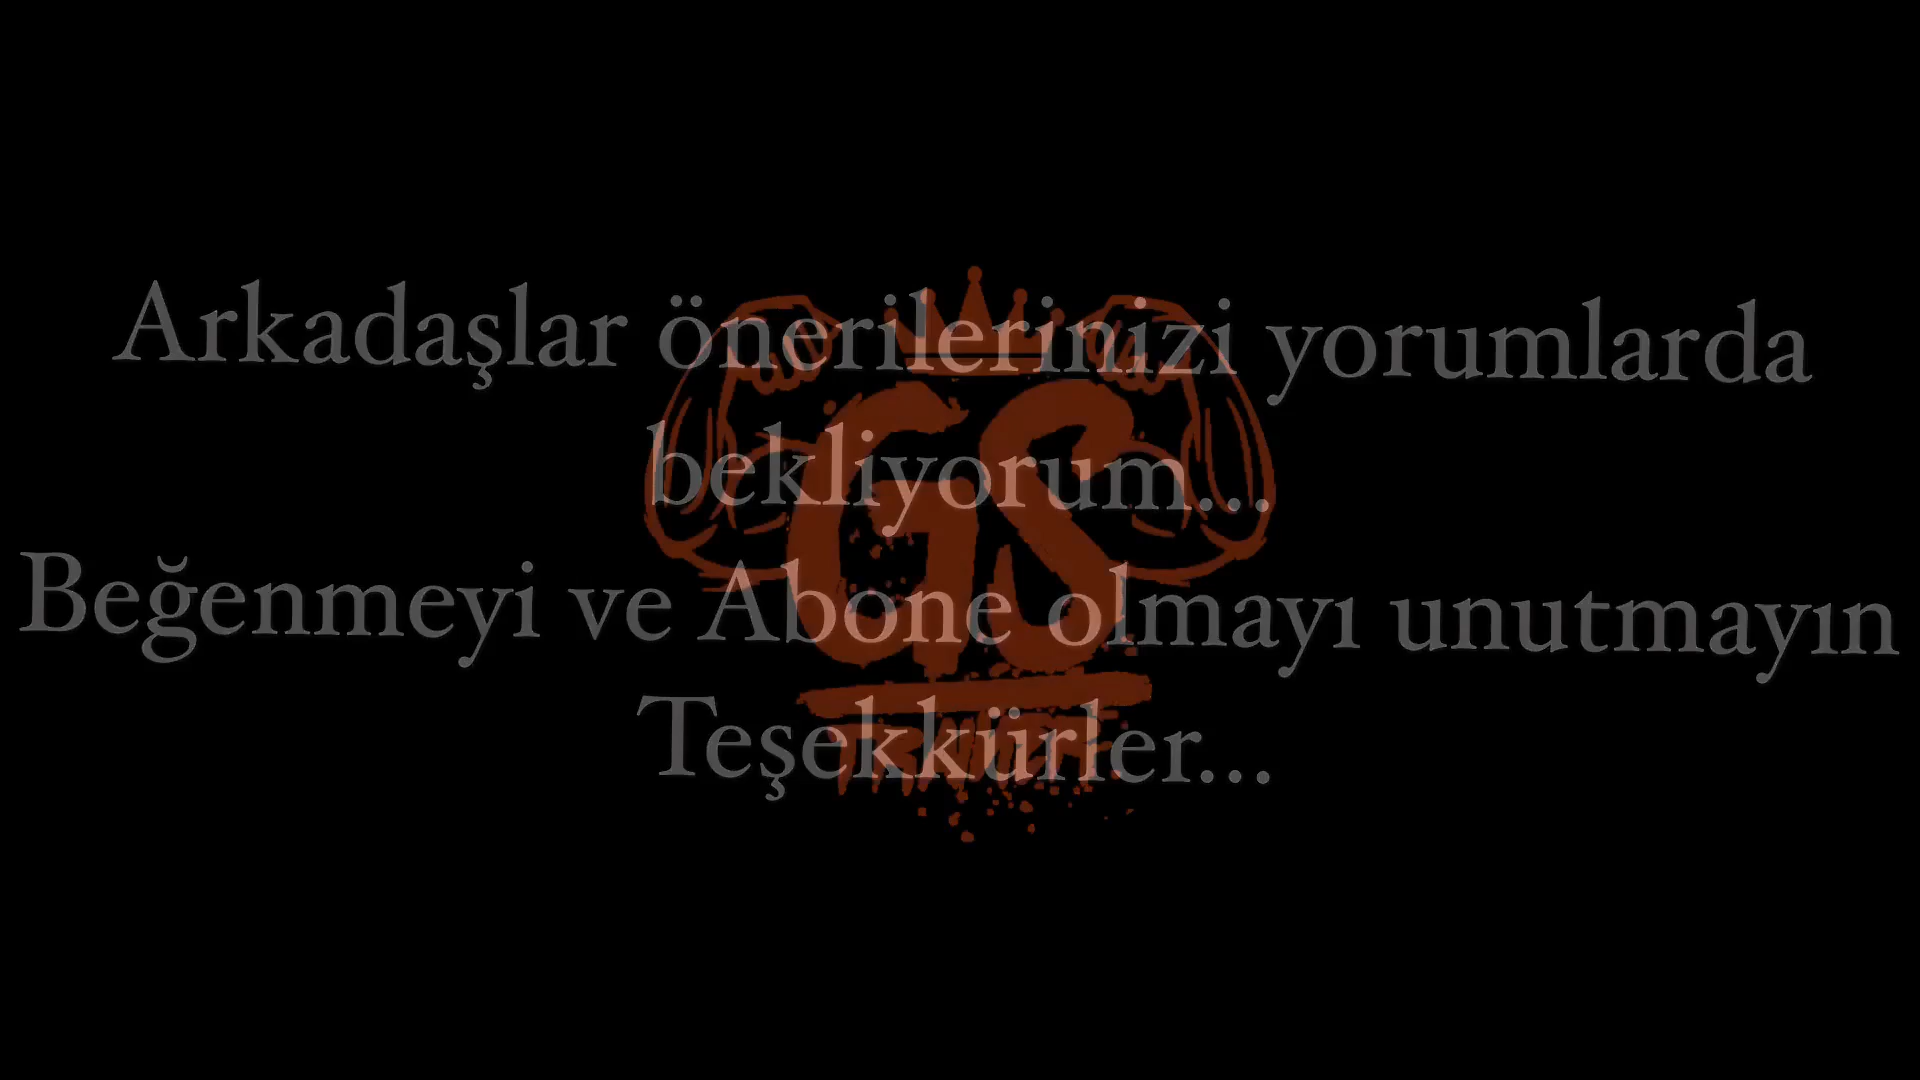 Arkadaşlar önerilerinizi yorumlarda
bekliyorum...
Beğenmeyi ve Abone olmayı unutmayın
Teşekkürler...
GS